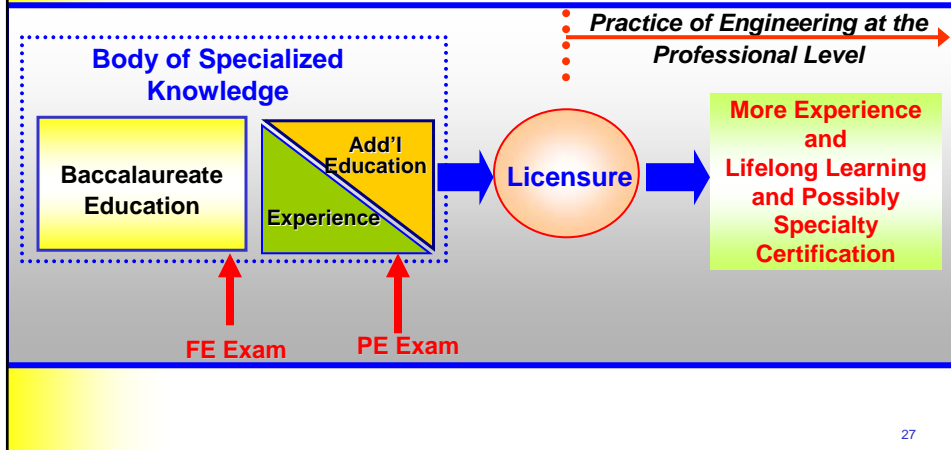 Practice of Engineering at the
Professional Level
Body of Specialized
Knowledge
Baccalaureate
Education
Add'l
Education
Experience
Licensure
More Experience
and
Lifelong Learning
and Possibly
Specialty
Certification
FE Exam
PE Exam
27